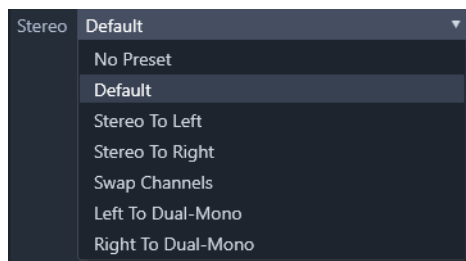 Stereo Default
No Preset
Default
Stereo To Left
Stereo To Right
Swap Channels
Left To Dual-Mono
Right To Dual-Mono